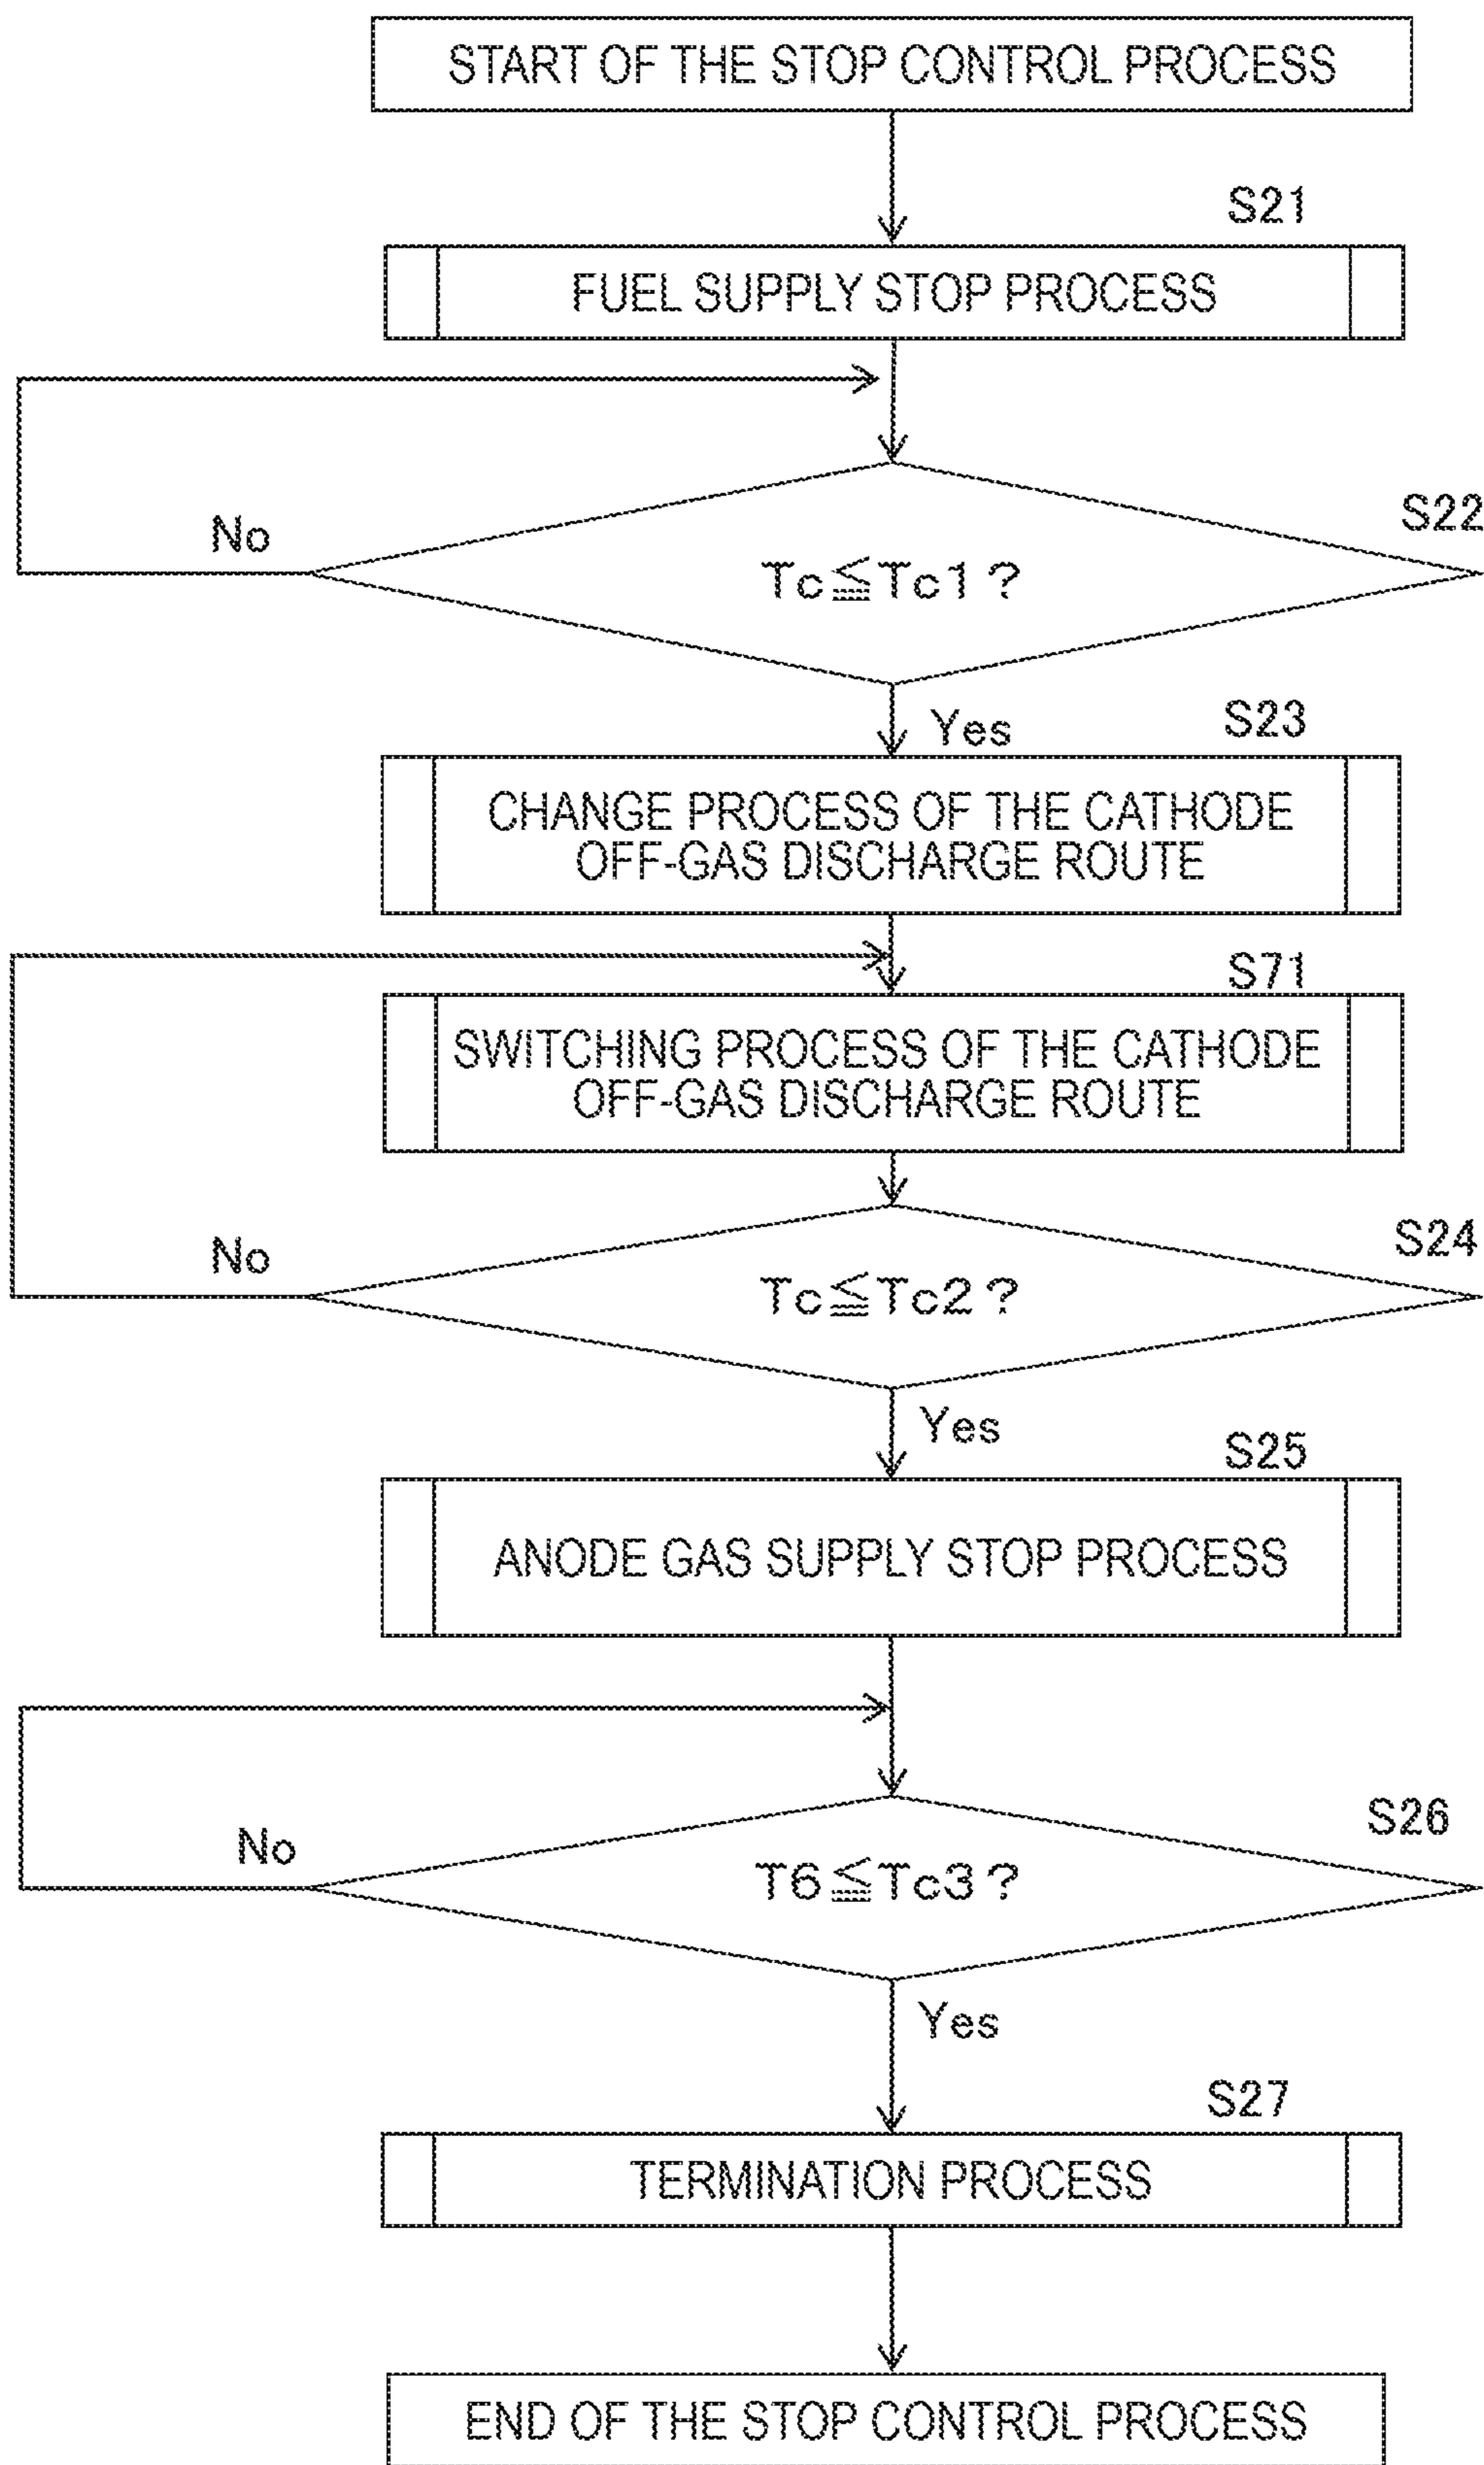 START OF THE STOP CONTROL PROCESS
S21
FUEL SUPPLY STOP PROCESS
S22
No
Tc≦Tc1?
Yes
S23
CHANGE PROCESS OF THE CATHODE
OFF-GAS DISCHARGE ROUTE
S71
SWITCHING PROCESS OF THE CATHODE
OFF-GAS DISCHARGE ROUTE
S24
No
Tc≦Tc2?
Yes
S25
ANODE GAS SUPPLY STOP PROCESS
S26
No
T6≦Tc3?
Yes
S27
TERMINATION PROCESS
END OF THE STOP CONTROL PROCESS